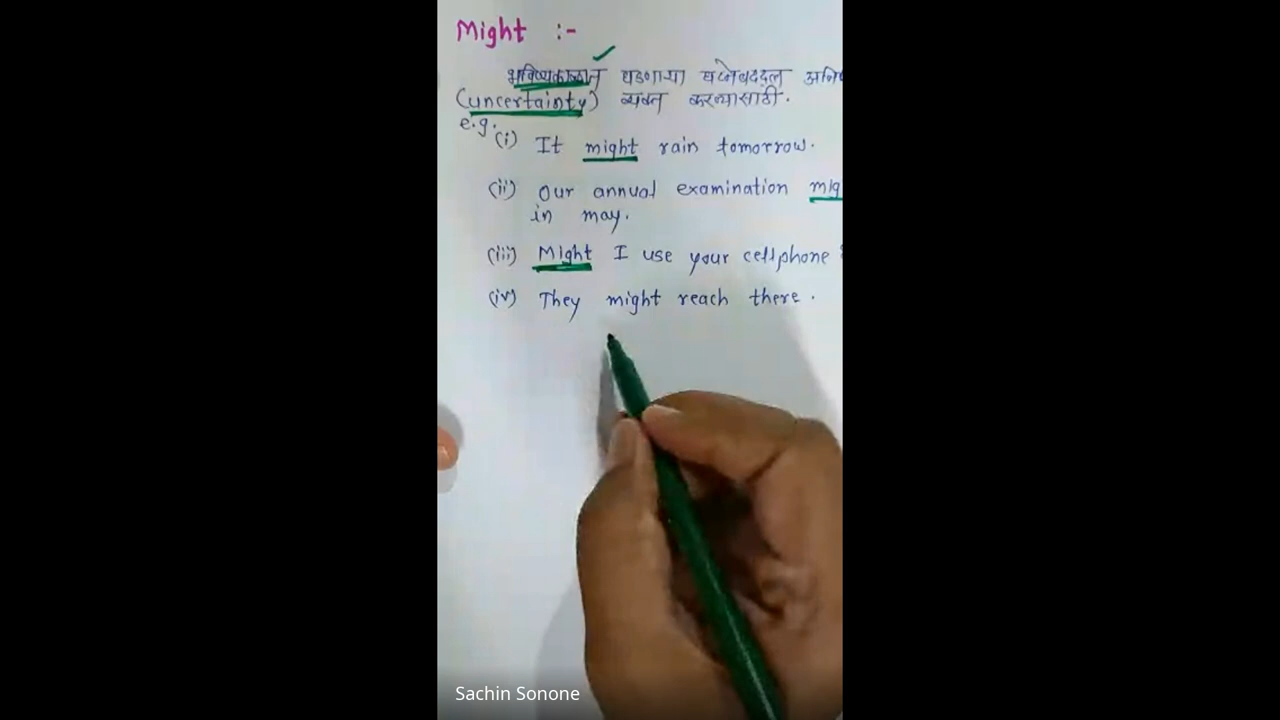 Might :-
भविष्यकाळात घडणाऱ्या घटनेबद्दल
(uncertainty) व्यक्त करण्यासाठी.
e.g.
(i) It might rain tomorrow.
(ii) Our annual examination
in may.
(iii) Might I use your cellphone ?
(iv) They might reach there.
Sachin Sonone